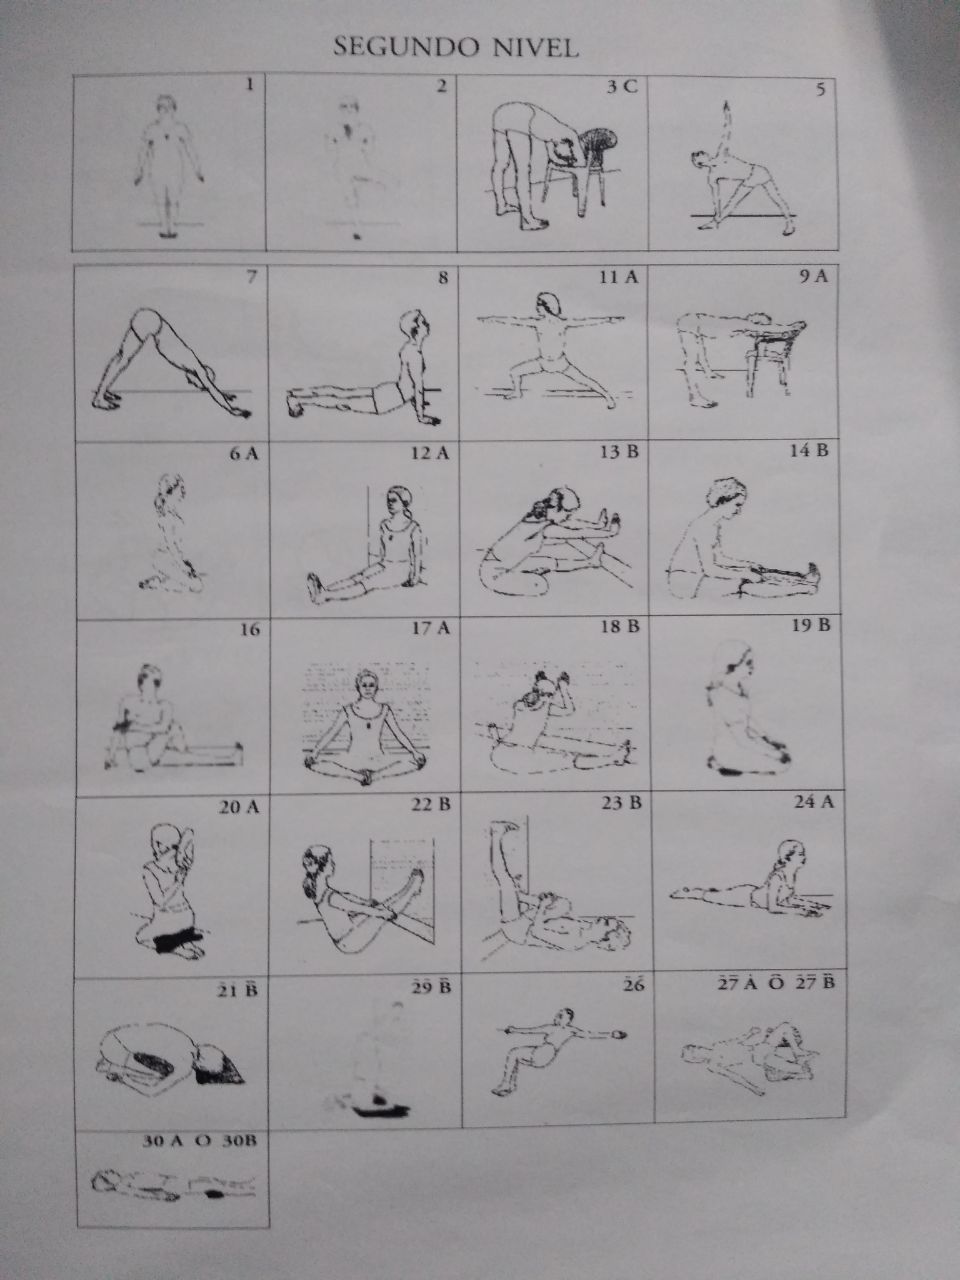 SEGUNDO NIVEL
1 2 3 C 5
7 8 11 A 9 A
6 A 12 A 13 B 14 B
16 17 A 18 B 19 B
20 A 22 B 23 B 24 A
21 B 29 B 26 27 A O 27 B
30 A O 30B